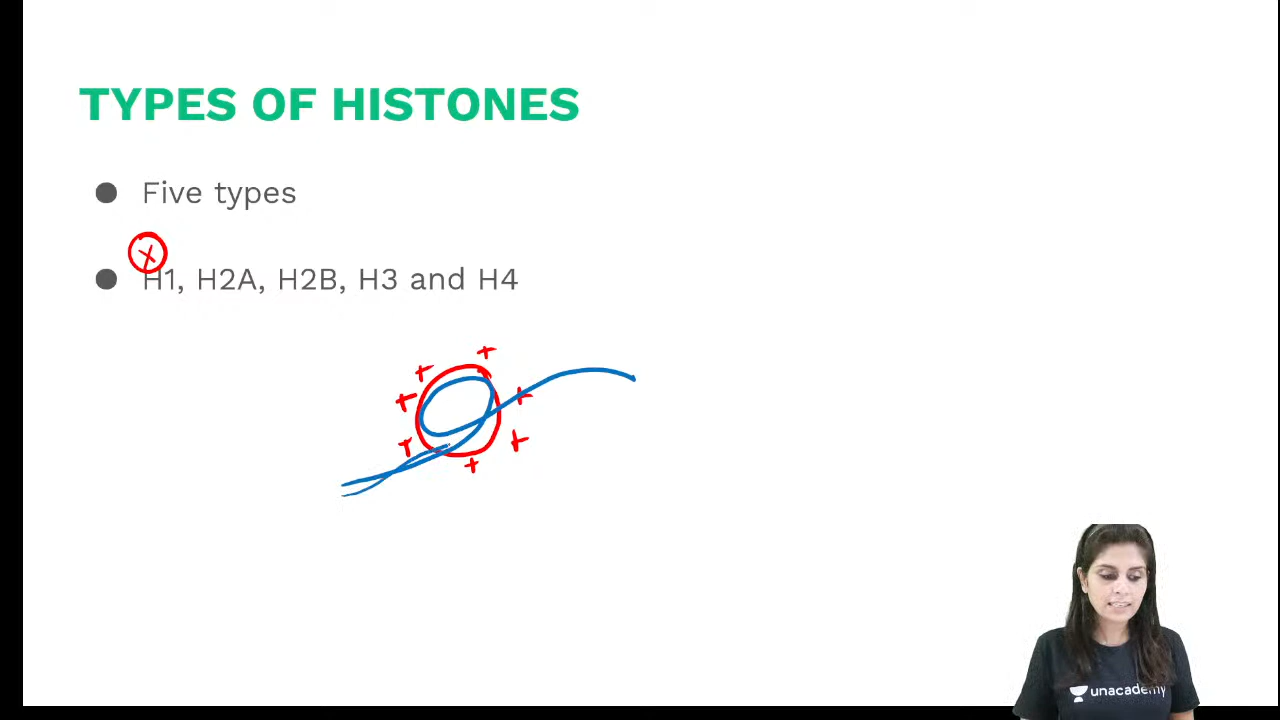 TYPES OF HISTONES
● Five types
x
● H1, H2A, H2B, H3 and H4
+
+
+
+
+
+
+
unacademy